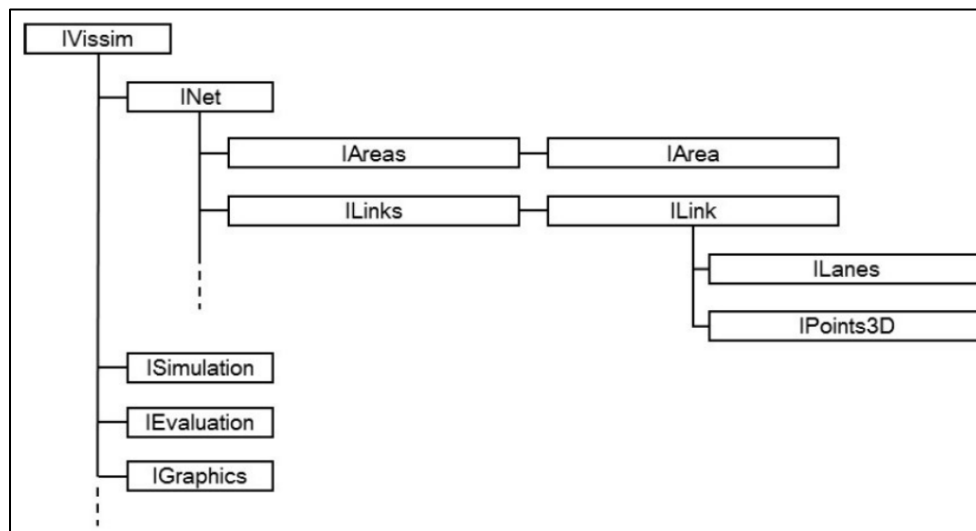 IVissim
INet
IAreas IArea
ILinks ILink
ILanes
IPoints3D
ISimulation
IEvaluation
IGraphics